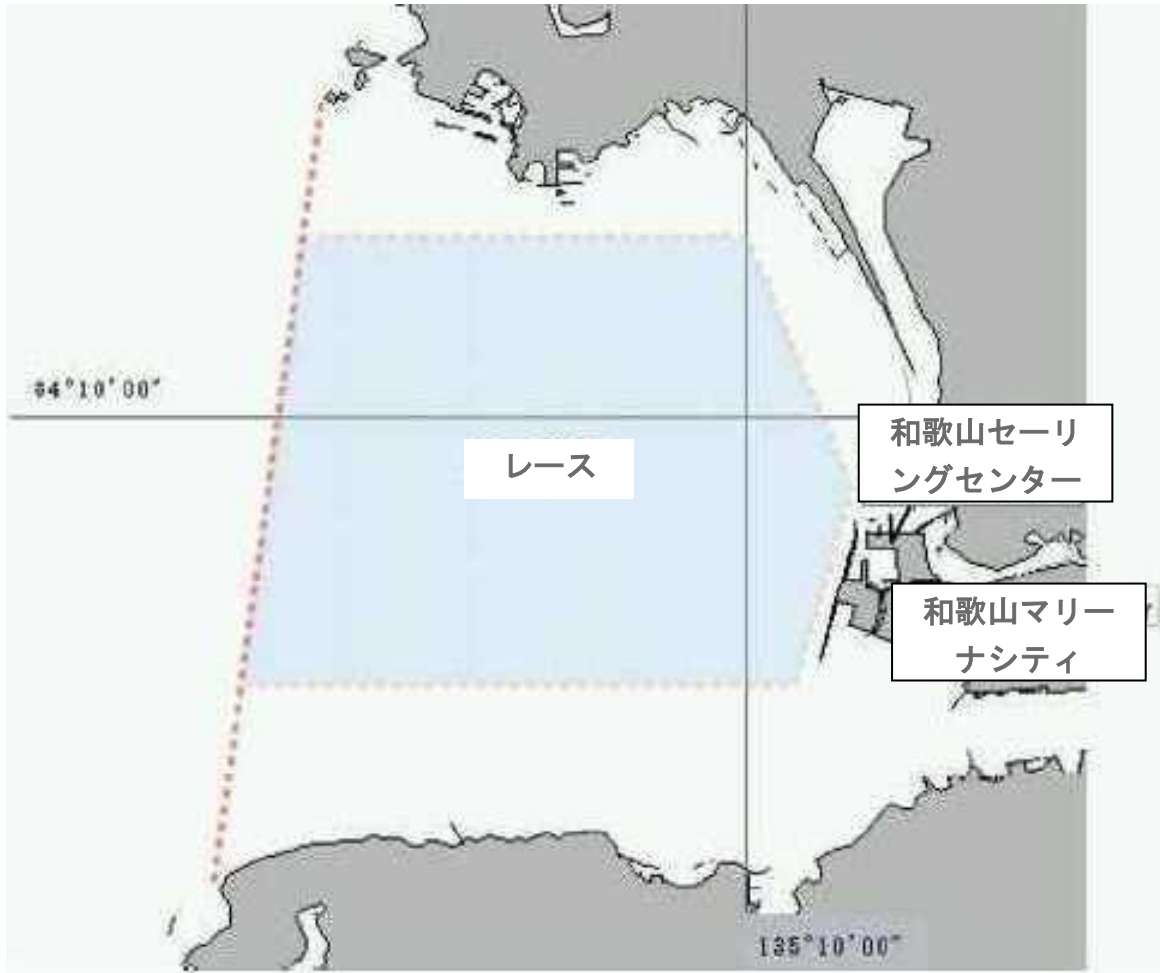 34°10'00"
和歌山セーリ
ングセンター
レース
和歌山マリー
ナシティ
135°10'00"